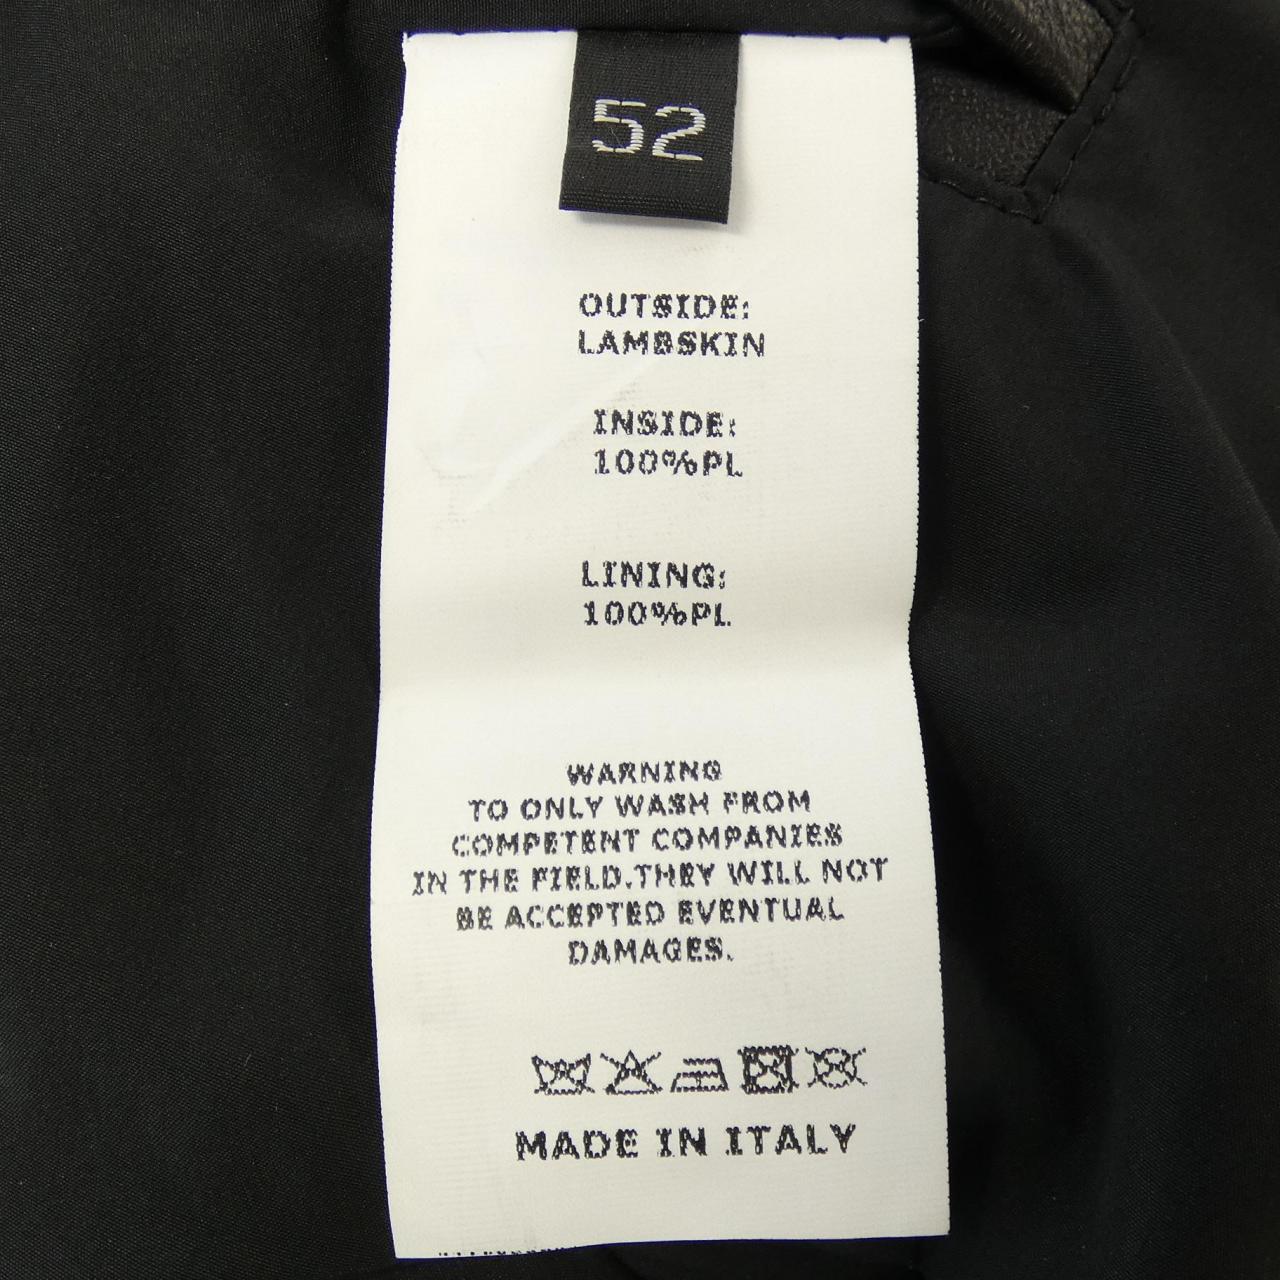 52
OUTSIDE:
LAMBSKIN
INSIDE:
100%PL
LINING:
100%PL
WARNING
TO ONLY WASH FROM
COMPETENT COMPANIES
IN THE FIELD.THEY WILL NOT
BE ACCEPTED EVENTUAL
DAMAGES.
MADE IN ITALY